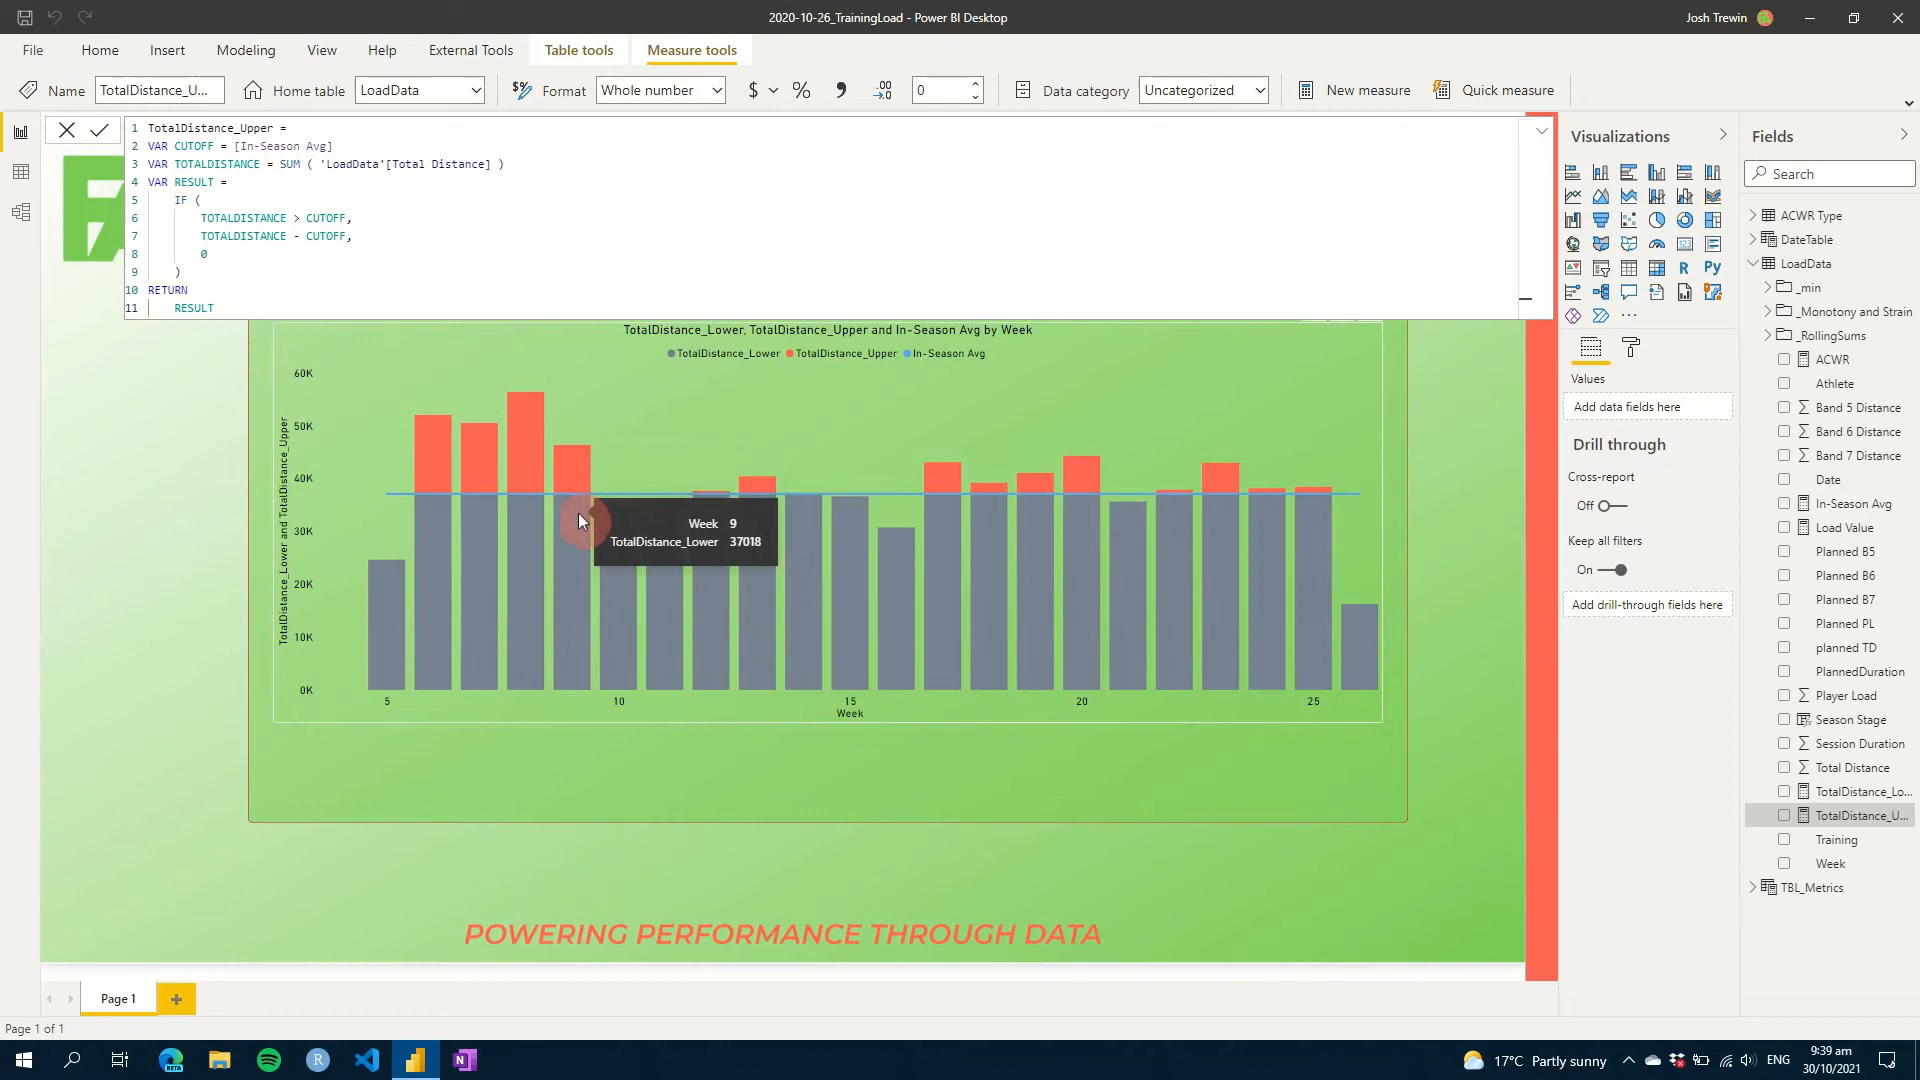 2020-10-26_TrainingLoad - Power BI Desktop
Josh Trewin
File Home Insert Modeling View Help External Tools Table tools Measure tools
Name TotalDistance_U... Home table LoadData Format Whole number $ % , .00 0 Data category Uncategorized New measure Quick measure
1 TotalDistance_Upper =
2 VAR CUTOFF = [In-Season Avg]
3 VAR TOTALDISTANCE = SUM ( 'LoadData'[Total Distance] )
4 VAR RESULT =
5 IF (
6 TOTALDISTANCE > CUTOFF,
7 TOTALDISTANCE - CUTOFF,
8 0
9 )
10 RETURN
11 RESULT
TotalDistance_Lower, TotalDistance_Upper and In-Season Avg by Week
TotalDistance_Lower TotalDistance_Upper In-Season Avg
TotalDistance_Lower and TotalDistance_Upper
60K
50K
40K
30K
20K
10K
0K
Week 9
TotalDistance_Lower 37018
5 10 15 20 25
Week
POWERING PERFORMANCE THROUGH DATA
Visualizations
123
R Py
...
Values
Add data fields here
Drill through
Cross-report
Off
Keep all filters
On
Add drill-through fields here
Fields
Search
ACWR Type
DateTable
LoadData
_min
_Monotony and Strain
_RollingSums
ACWR
Athlete
Band 5 Distance
Band 6 Distance
Band 7 Distance
Date
In-Season Avg
Load Value
Planned B5
Planned B6
Planned B7
Planned PL
planned TD
PlannedDuration
Player Load
Season Stage
Session Duration
Total Distance
TotalDistance_Lo...
TotalDistance_U...
Training
Week
TBL_Metrics
Page 1
Page 1 of 1
BETA
R
N
17°C Partly sunny
ENG
9:39 am
30/10/2021